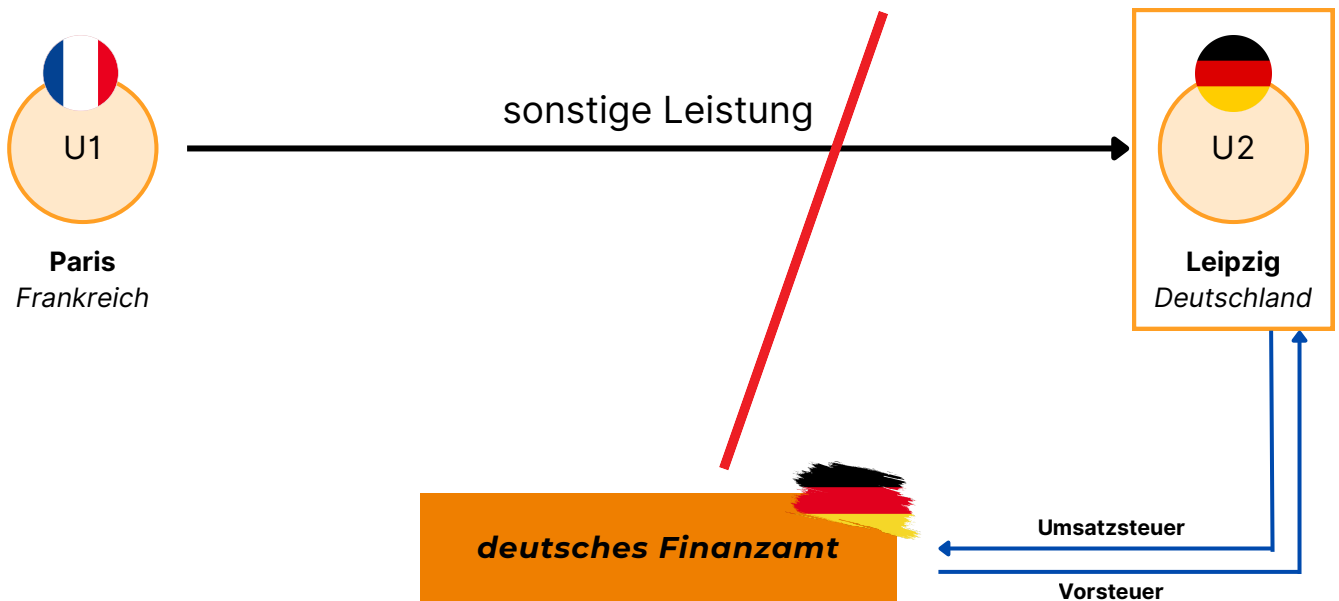 sonstige Leistung
U1
U2
Paris
Frankreich
Leipzig
Deutschland
Umsatzsteuer
deutsches Finanzamt
Vorsteuer